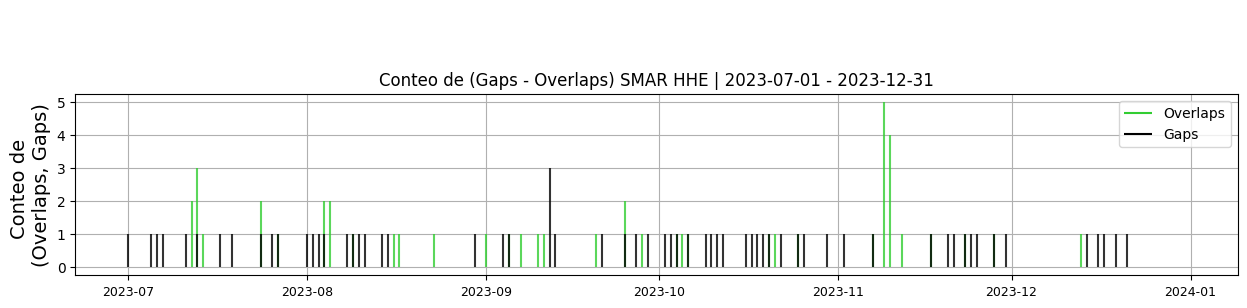 Conteo de (Gaps - Overlaps) SMAR HHE | 2023-07-01 - 2023-12-31
Conteo de
(Overlaps, Gaps)
5
4
3
2
1
0
Overlaps
Gaps
2023-07 2023-08 2023-09 2023-10 2023-11 2023-12 2024-01